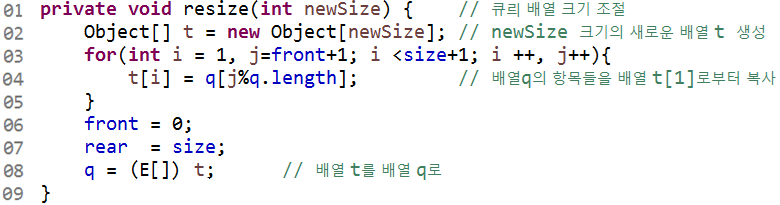 01 private void resize(int newSize) { // 큐리 배열 크기 조절
02 Object[] t = new Object[newSize]; // newSize 크기의 새로운 배열 t 생성
03 for(int i = 1, j=front+1; i <size+1; i ++, j++){
04 t[i] = q[j%q.length]; // 배열q의 항목들을 배열 t[1]로부터 복사
05 }
06 front = 0;
07 rear = size;
08 q = (E[]) t; // 배열 t를 배열 q로
09 }